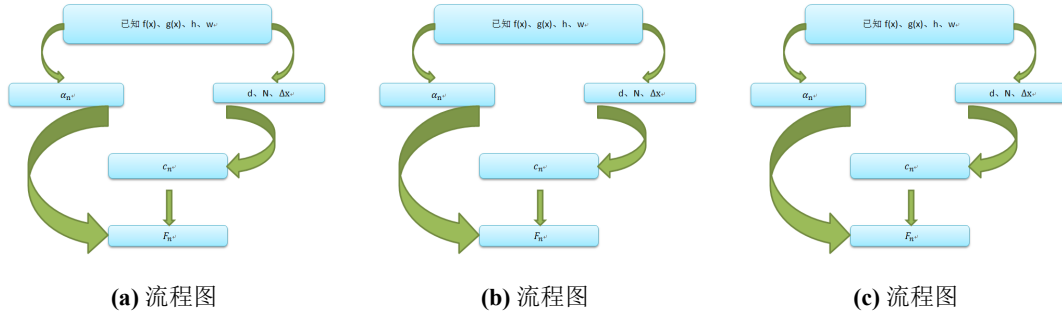 已知 f(x)、g(x)、h、w
αn
d、N、Δx
cn
Fn
(a) 流程图
已知 f(x)、g(x)、h、w
αn
d、N、Δx
cn
Fn
(b) 流程图
已知 f(x)、g(x)、h、w
αn
d、N、Δx
cn
Fn
(c) 流程图